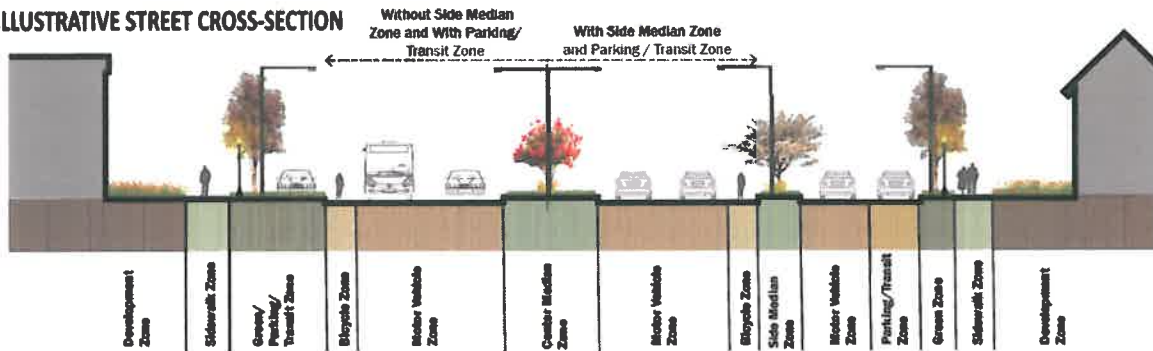 LLUSTRATIVE STREET CROSS-SECTION
Without Side Median
Zone and With Parking/
Transit Zone
With Side Median Zone
and Parking / Transit Zone
Development
Zone
Sidewalk Zone
Green/
Parking/
Transit Zone
Bicycle Zone
Motor Vehicle
Zone
Center Median
Zone
Motor Vehicle
Zone
Bicycle Zone
Side Median
Zone
Motor Vehicle
Zone
Parking/Transit
Zone
Green Zone
Sidewalk Zone
Development
Zone